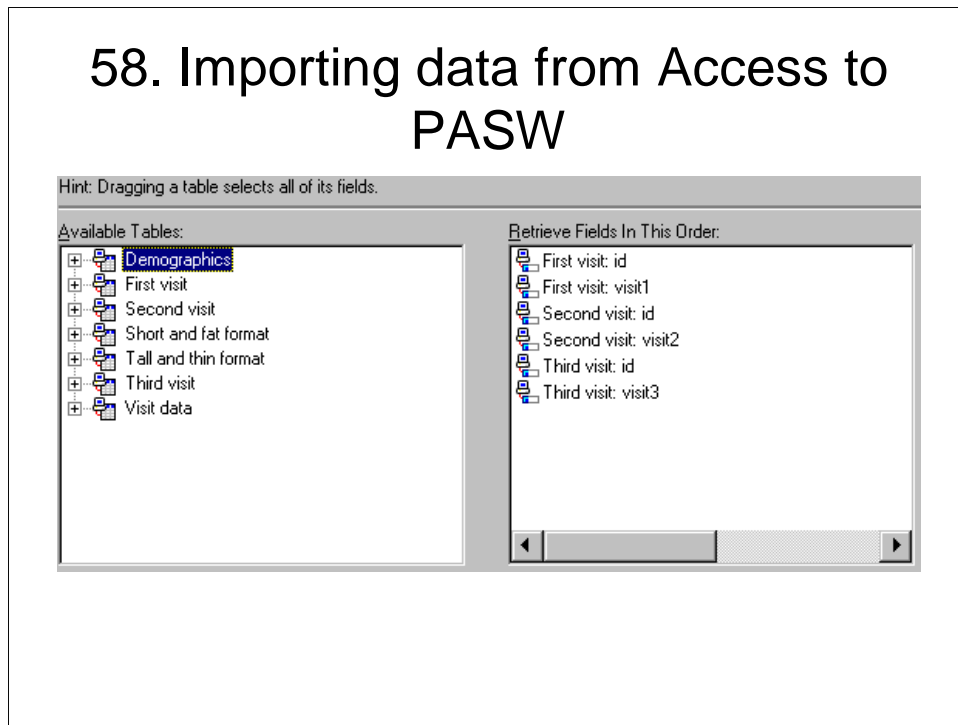 58. Importing data from Access to
PASW
Hint: Dragging a table selects all of its fields.
Available Tables:
Demographics
First visit
Second visit
Short and fat format
Tall and thin format
Third visit
Visit data
Retrieve Fields In This Order:
First visit: id
First visit: visit1
Second visit: id
Second visit: visit2
Third visit: id
Third visit: visit3